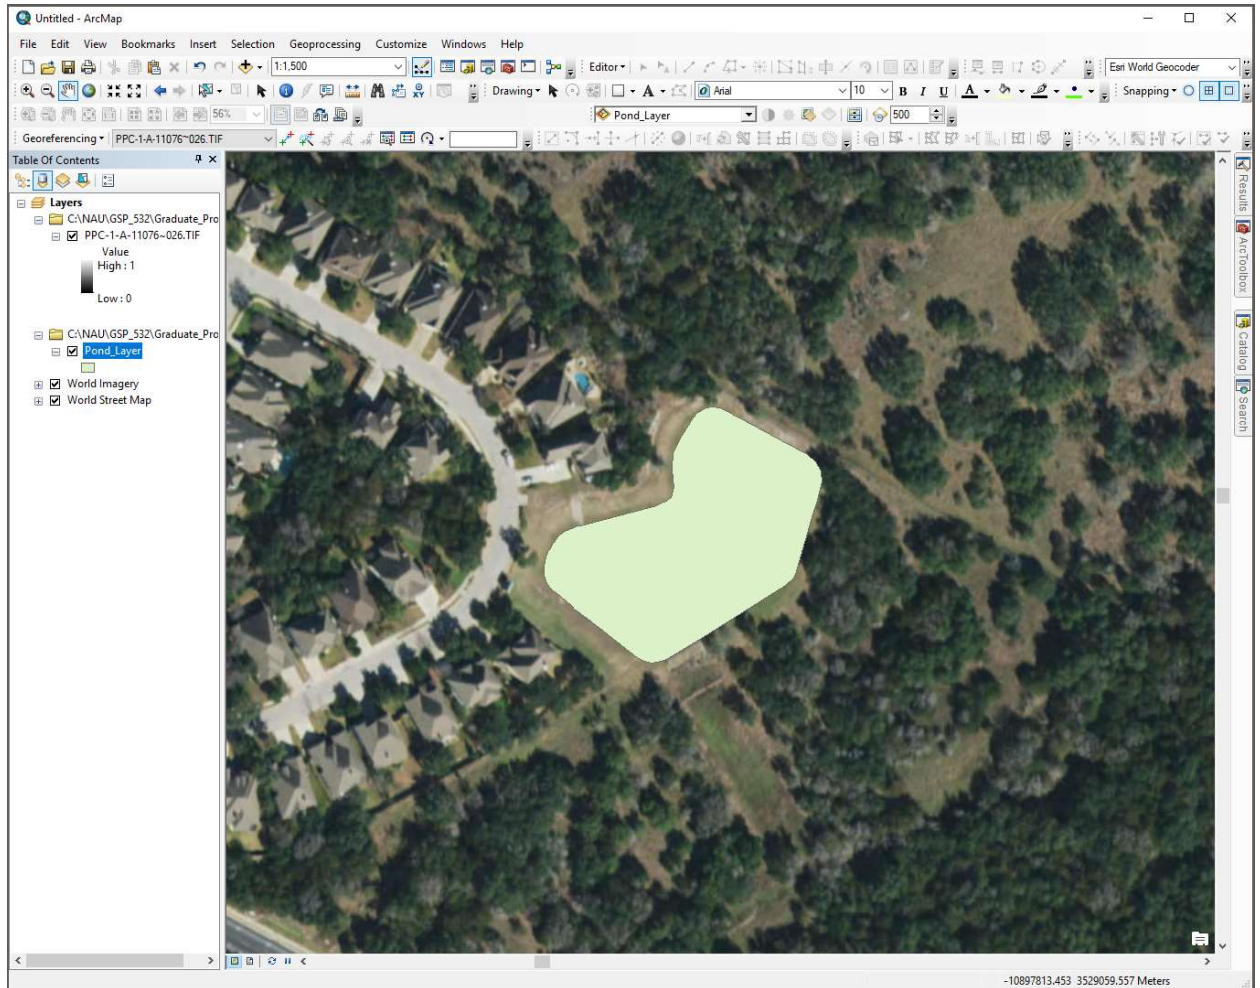 Untitled - ArcMap
File Edit View Bookmarks Insert Selection Geoprocessing Customize Windows Help
1:1,500 Editor Esri World Geocoder
Drawing A Arial 10 B I U A Snapping
56% Pond_Layer 500
Georeferencing PPC-1-A-11076~026.TIF
Table Of Contents
Layers
C:\NAU\GSP_532\Graduate_Pro
PPC-1-A-11076~026.TIF
Value
High : 1
Low : 0
C:\NAU\GSP_532\Graduate_Pro
Pond_Layer
World Imagery
World Street Map
Results
ArcToolbox
Catalog
Search
-10897813.453 3529059.557 Meters